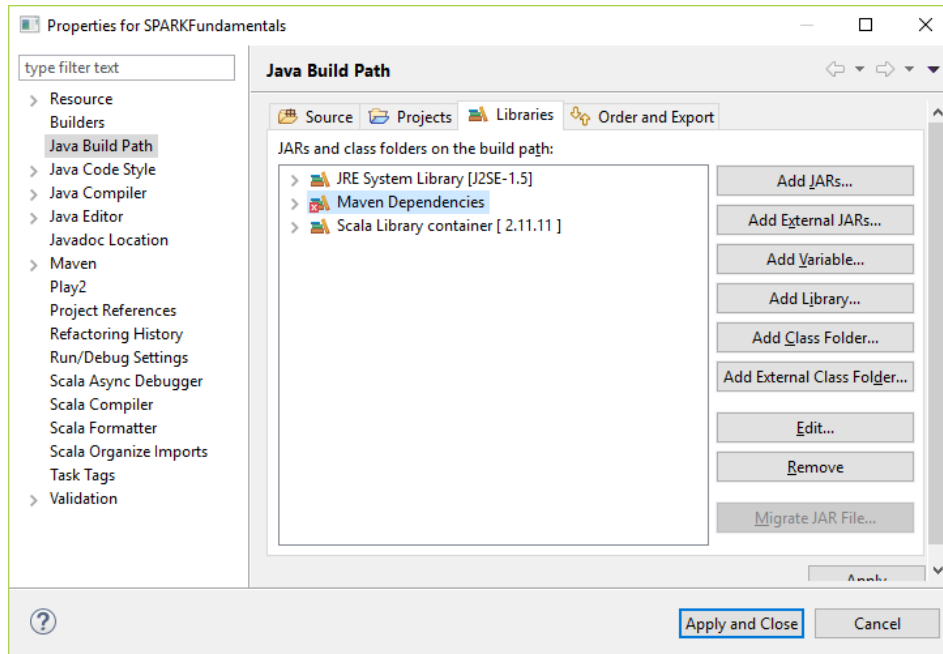 Properties for SPARKFundamentals
type filter text
Resource
Builders
Java Build Path
Java Code Style
Java Compiler
Java Editor
Javadoc Location
Maven
Play2
Project References
Refactoring History
Run/Debug Settings
Scala Async Debugger
Scala Compiler
Scala Formatter
Scala Organize Imports
Task Tags
Validation
Java Build Path
Source Projects Libraries Order and Export
JARs and class folders on the build path:
JRE System Library [J2SE-1.5]
Maven Dependencies
Scala Library container [ 2.11.11 ]
Add JARs...
Add External JARs...
Add Variable...
Add Library...
Add Class Folder...
Add External Class Folder...
Edit...
Remove
Migrate JAR File...
Apply
Apply and Close Cancel